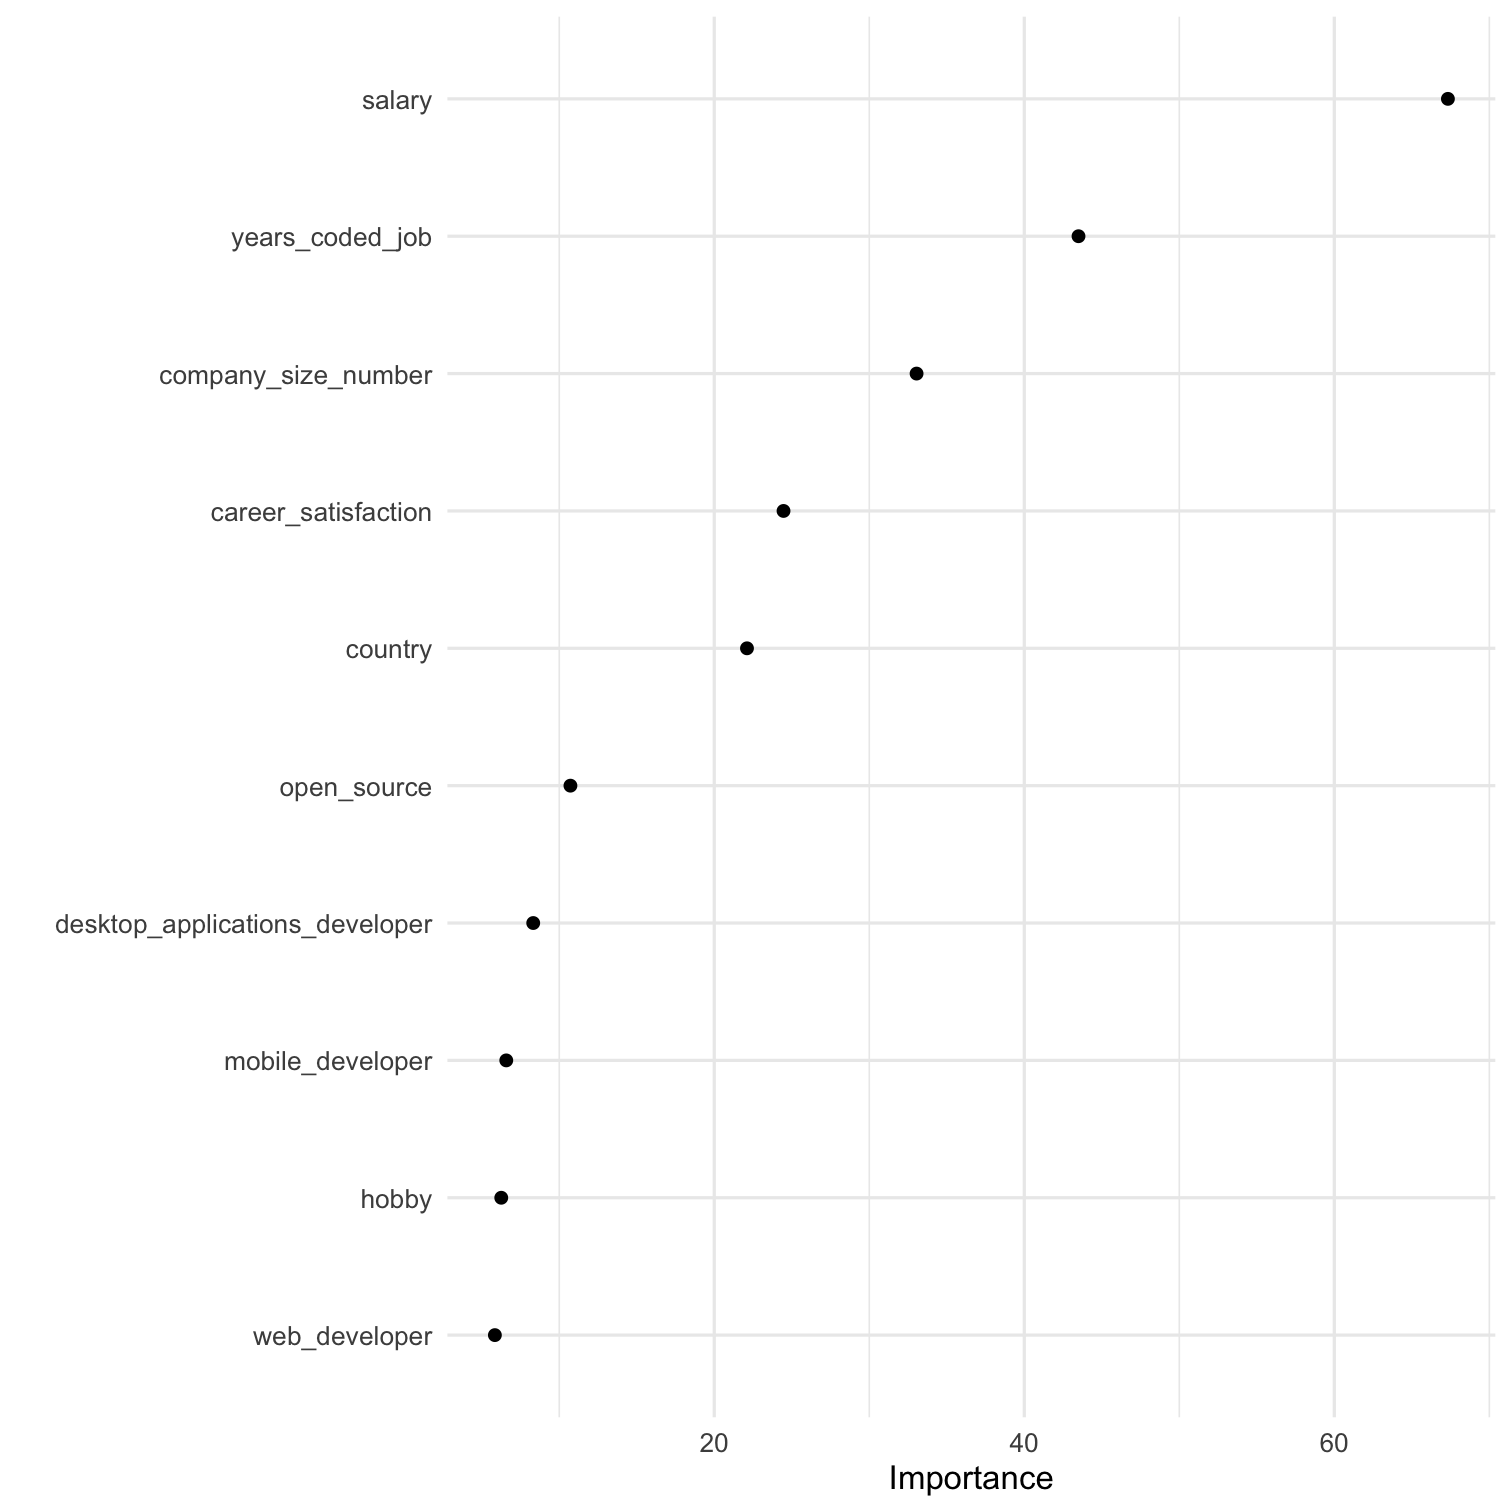 salary
years_coded_job
company_size_number
career_satisfaction
country
open_source
desktop_applications_developer
mobile_developer
hobby
web_developer
20 40 60
Importance